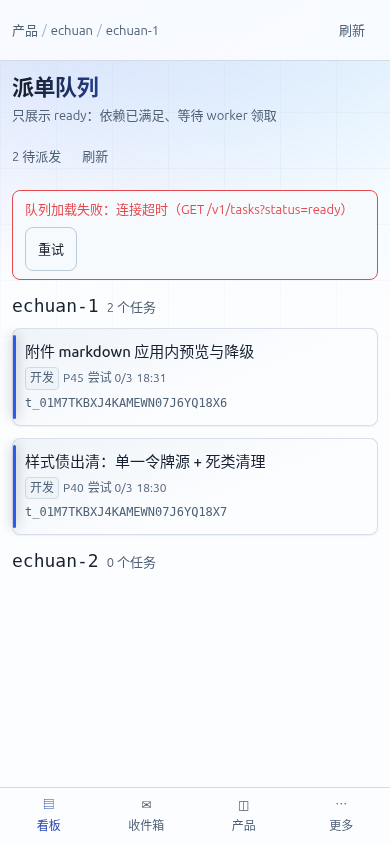 产品 / echuan / echuan-1 刷新
派单队列
只展示 ready：依赖已满足、等待 worker 领取
2 待派发 刷新
队列加载失败：连接超时（GET /v1/tasks?status=ready）
重试
echuan-1 2 个任务
附件 markdown 应用内预览与降级
开发 P45 尝试 0/3 18:31
t_01M7TKBXJ4KAMEWN07J6YQ18X6
样式债出清：单一令牌源 + 死类清理
开发 P40 尝试 0/3 18:30
t_01M7TKBXJ4KAMEWN07J6YQ18X7
echuan-2 0 个任务
看板 收件箱 产品 更多